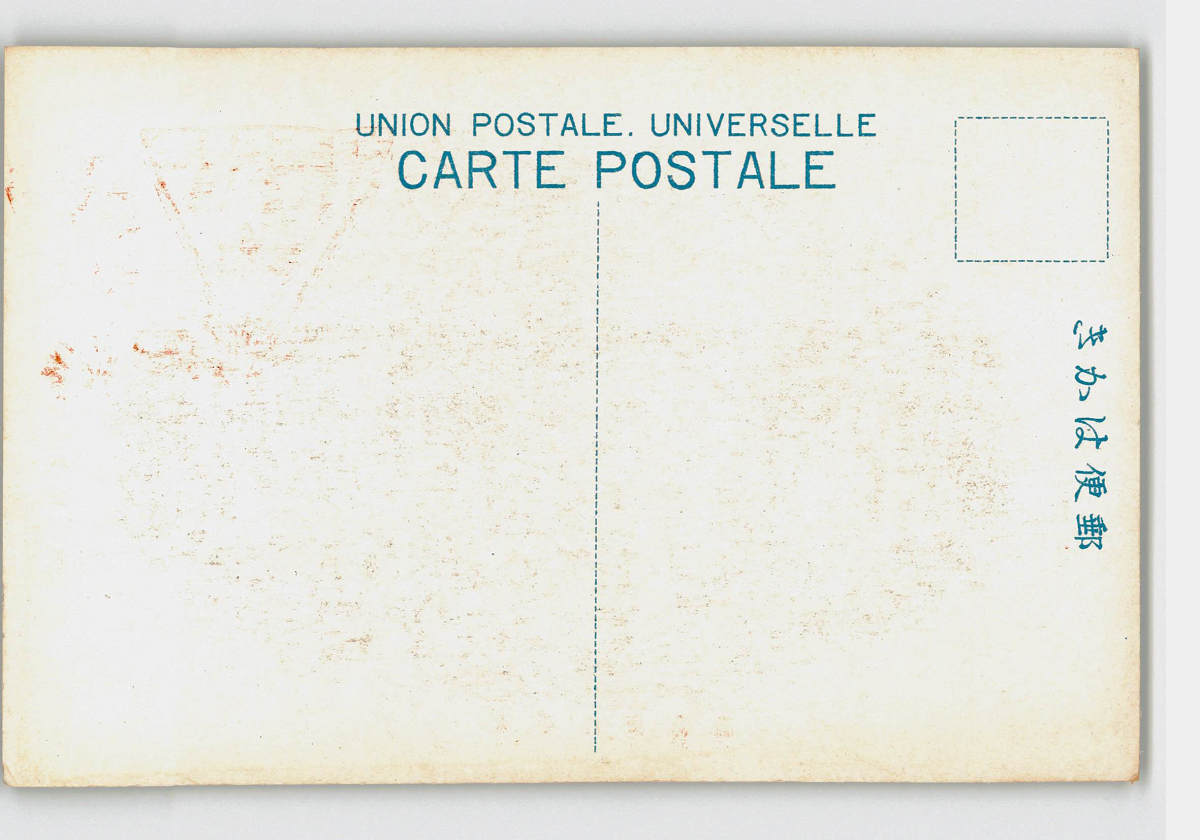 UNION POSTALE. UNIVERSELLE
CARTE POSTALE
郵便はかき